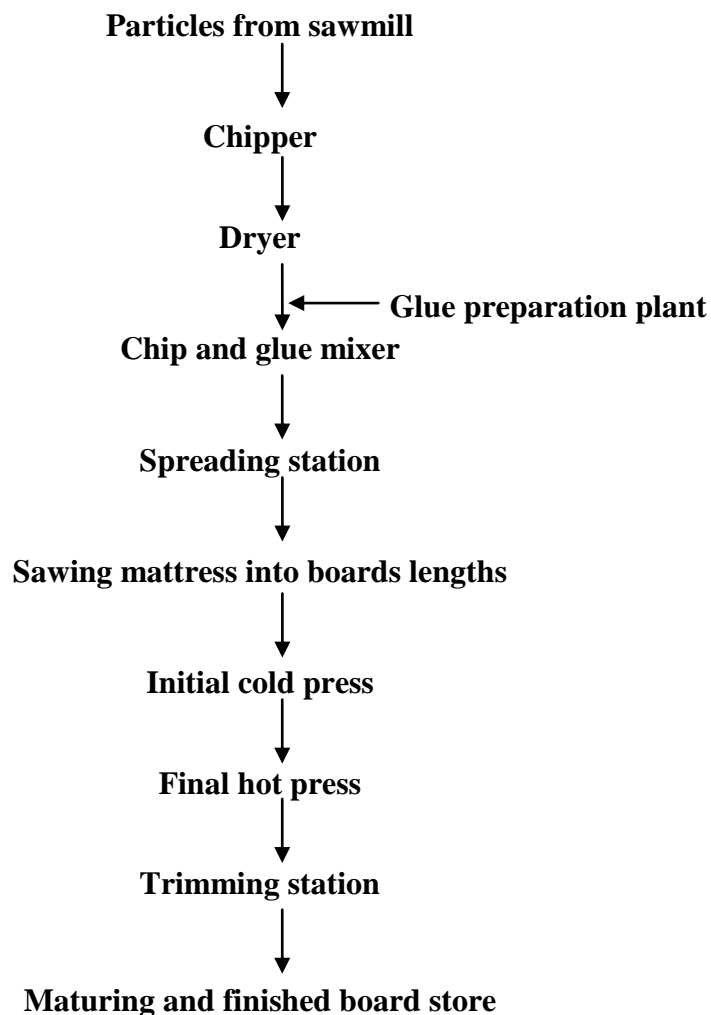 Particles from sawmill
Chipper
Dryer
Glue preparation plant
Chip and glue mixer
Spreading station
Sawing mattress into boards lengths
Initial cold press
Final hot press
Trimming station
Maturing and finished board store